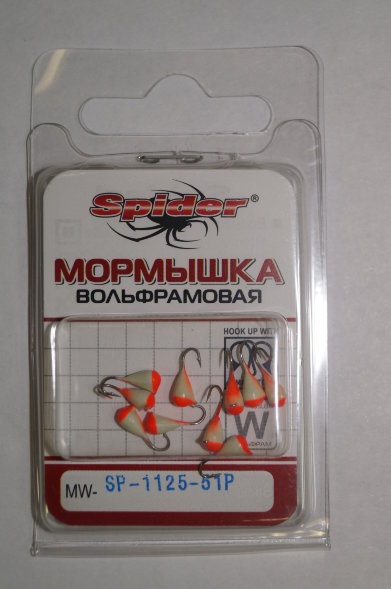 Spider®
МОРМЫШКА
ВОЛЬФРАМОВАЯ
HOOK UP WITH
W
MW- SP-1125-51P